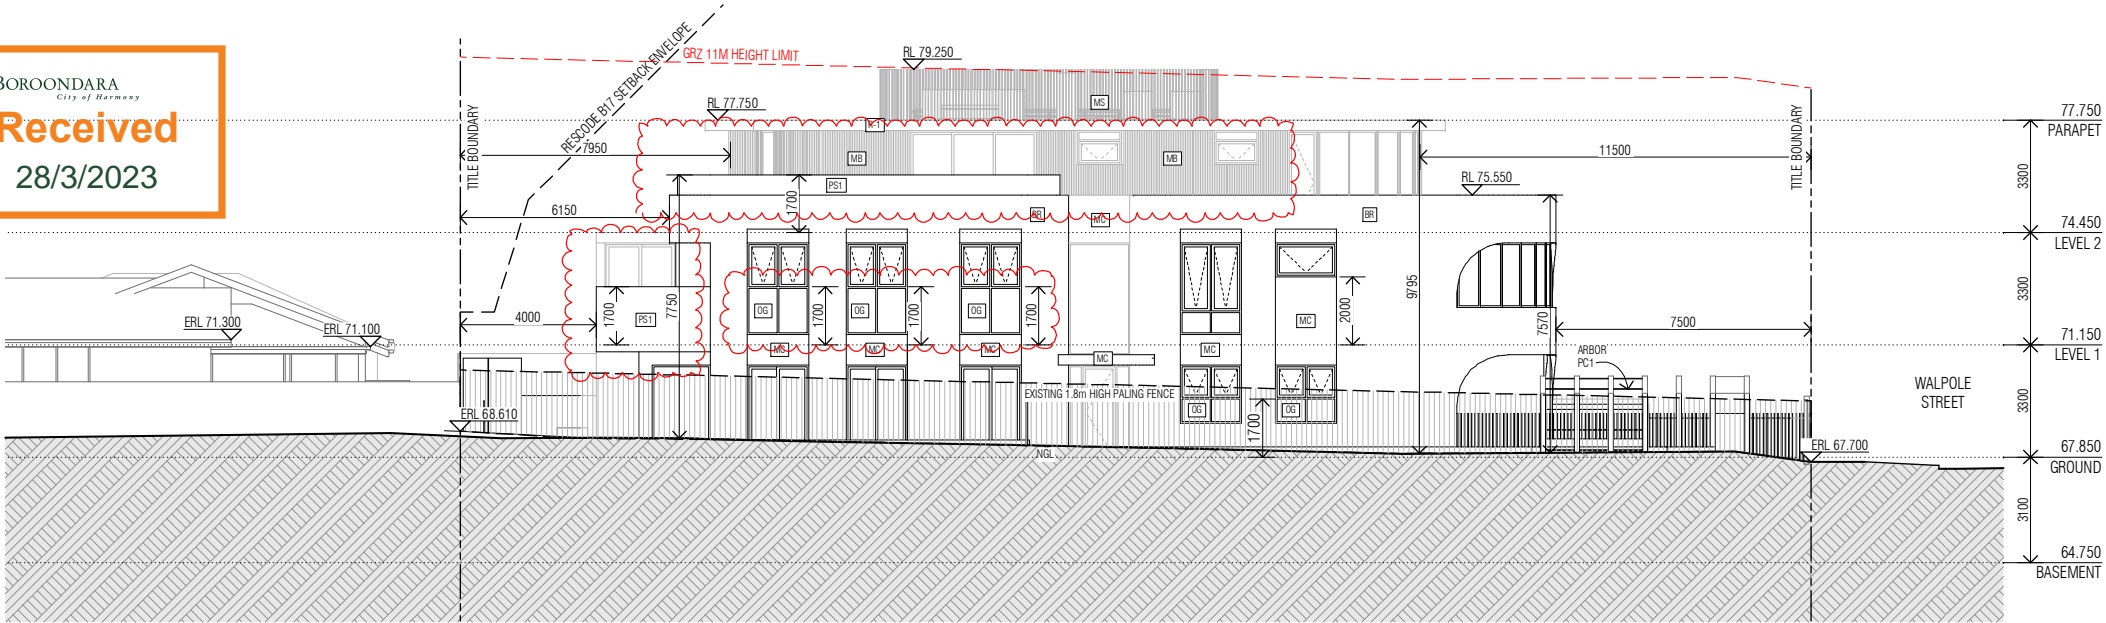 BOROONDARA
City of Harmony
Received
28/3/2023
TITLE BOUNDARY
RESCODE B17 SETBACK ENVELOPE
GRZ 11M HEIGHT LIMIT
RL 79.250
RL 77.750
MS
7950
MB
MB
11500
TITLE BOUNDARY
77.750
PARAPET
3300
PS1
1700
RL 75.550
6150
BR
MC
BR
74.450
LEVEL 2
3300
ERL 71.300
ERL 71.100
4000
1700
PS1
7750
OG
1700
OG
1700
OG
1700
9795
MC
2000
7570
7500
71.150
LEVEL 1
MC
MC
MC
MC
MC
ARBOR
PC1
WALPOLE
STREET
3300
EXISTING 1.8m HIGH PALING FENCE
ERL 68.610
OG
OG
1700
NGL
ERL 67.700
67.850
GROUND
3100
64.750
BASEMENT